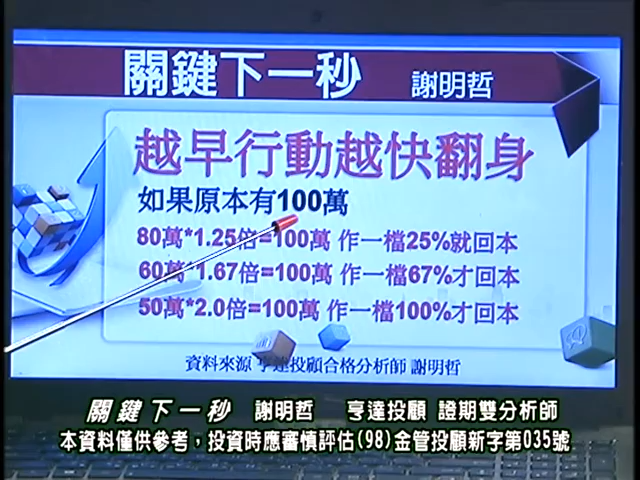 關鍵下一秒 謝明哲
越早行動越快翻身
如果原本有100萬
80萬*1.25倍=100萬 作一檔25%就回本
60萬*1.67倍=100萬 作一檔67%才回本
50萬*2.0倍=100萬 作一檔100%才回本
資料來源 亨達投顧合格分析師 謝明哲
關鍵下一秒 謝明哲 亨達投顧 證期雙分析師
本資料僅供參考,投資時應審慎評估(98)金管投顧新字第035號